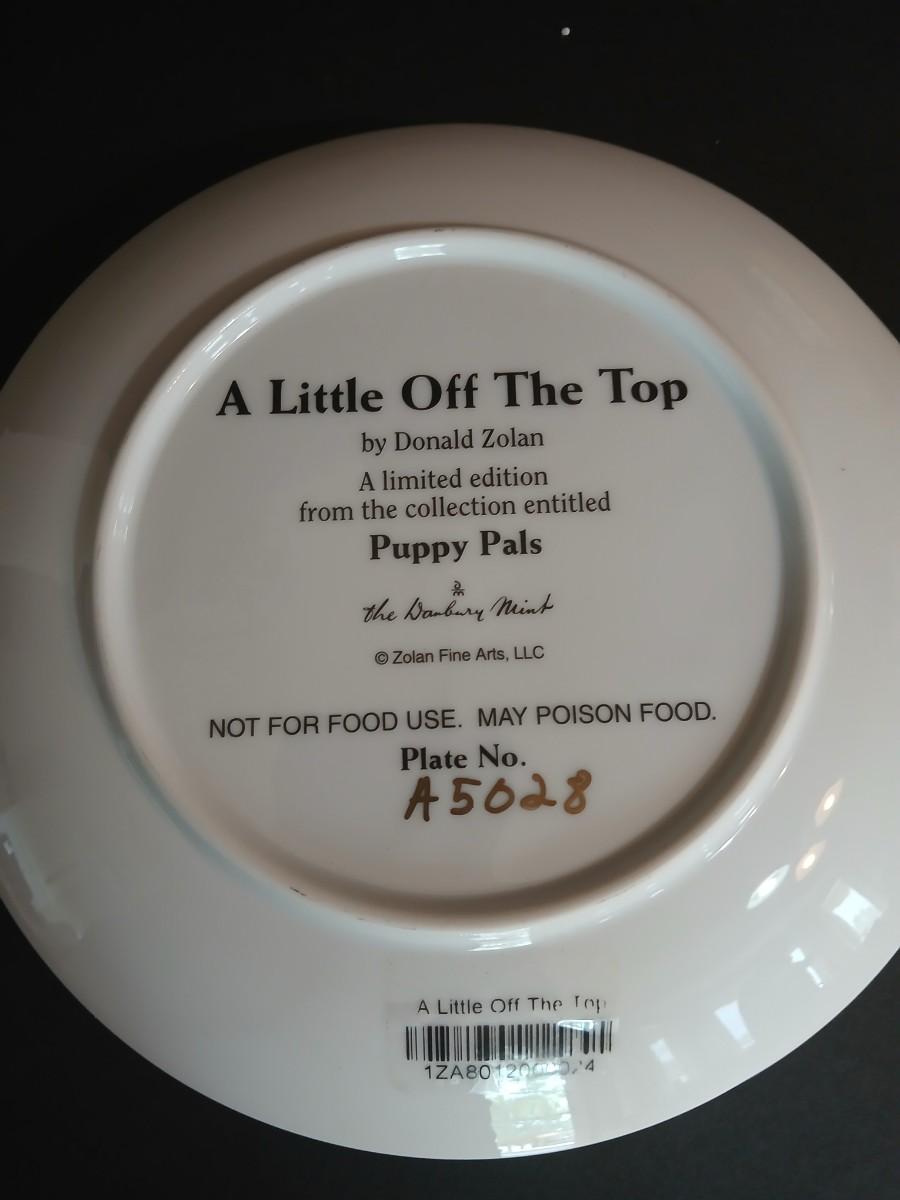 A Little Off The Top
by Donald Zolan
A limited edition
from the collection entitled
Puppy Pals
the Danbury Mint
© Zolan Fine Arts, LLC
NOT FOR FOOD USE. MAY POISON FOOD.
Plate No.
A5028
A Little Off The Top